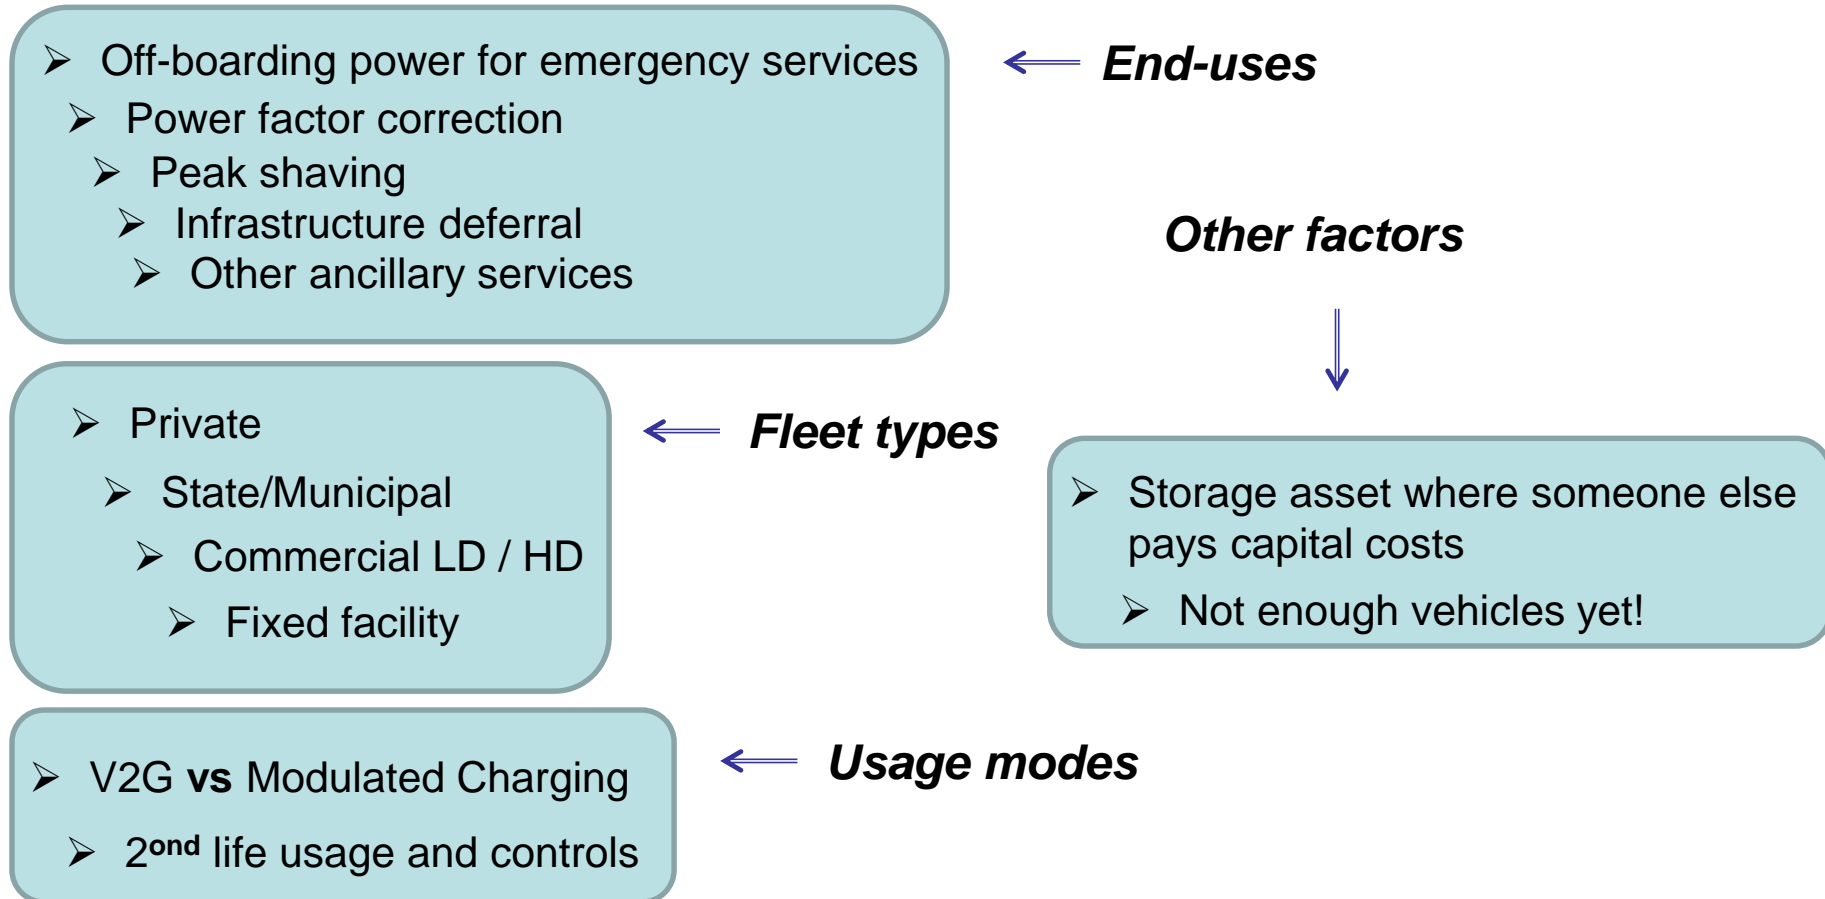 ➢ Off-boarding power for emergency services
➢ Power factor correction
➢ Peak shaving
➢ Infrastructure deferral
➢ Other ancillary services
End-uses
Other factors
➢ Private
➢ State/Municipal
➢ Commercial LD / HD
➢ Fixed facility
Fleet types
➢ Storage asset where someone else
pays capital costs
➢ Not enough vehicles yet!
➢ V2G vs Modulated Charging
➢ 2ond life usage and controls
Usage modes